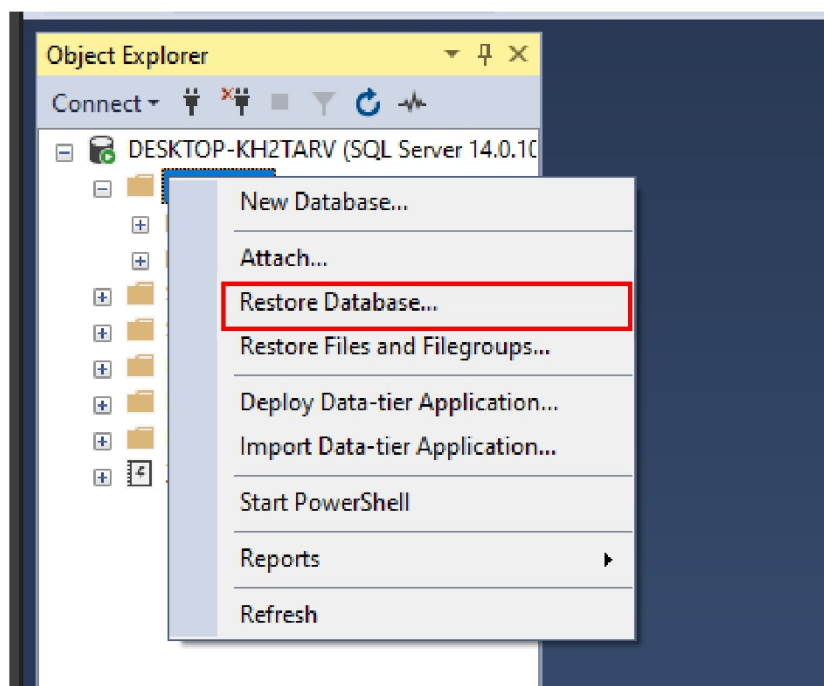 Object Explorer
Connect
DESKTOP-KH2TARV (SQL Server 14.0.10
New Database...
Attach...
Restore Database...
Restore Files and Filegroups...
Deploy Data-tier Application...
Import Data-tier Application...
Start PowerShell
Reports
Refresh